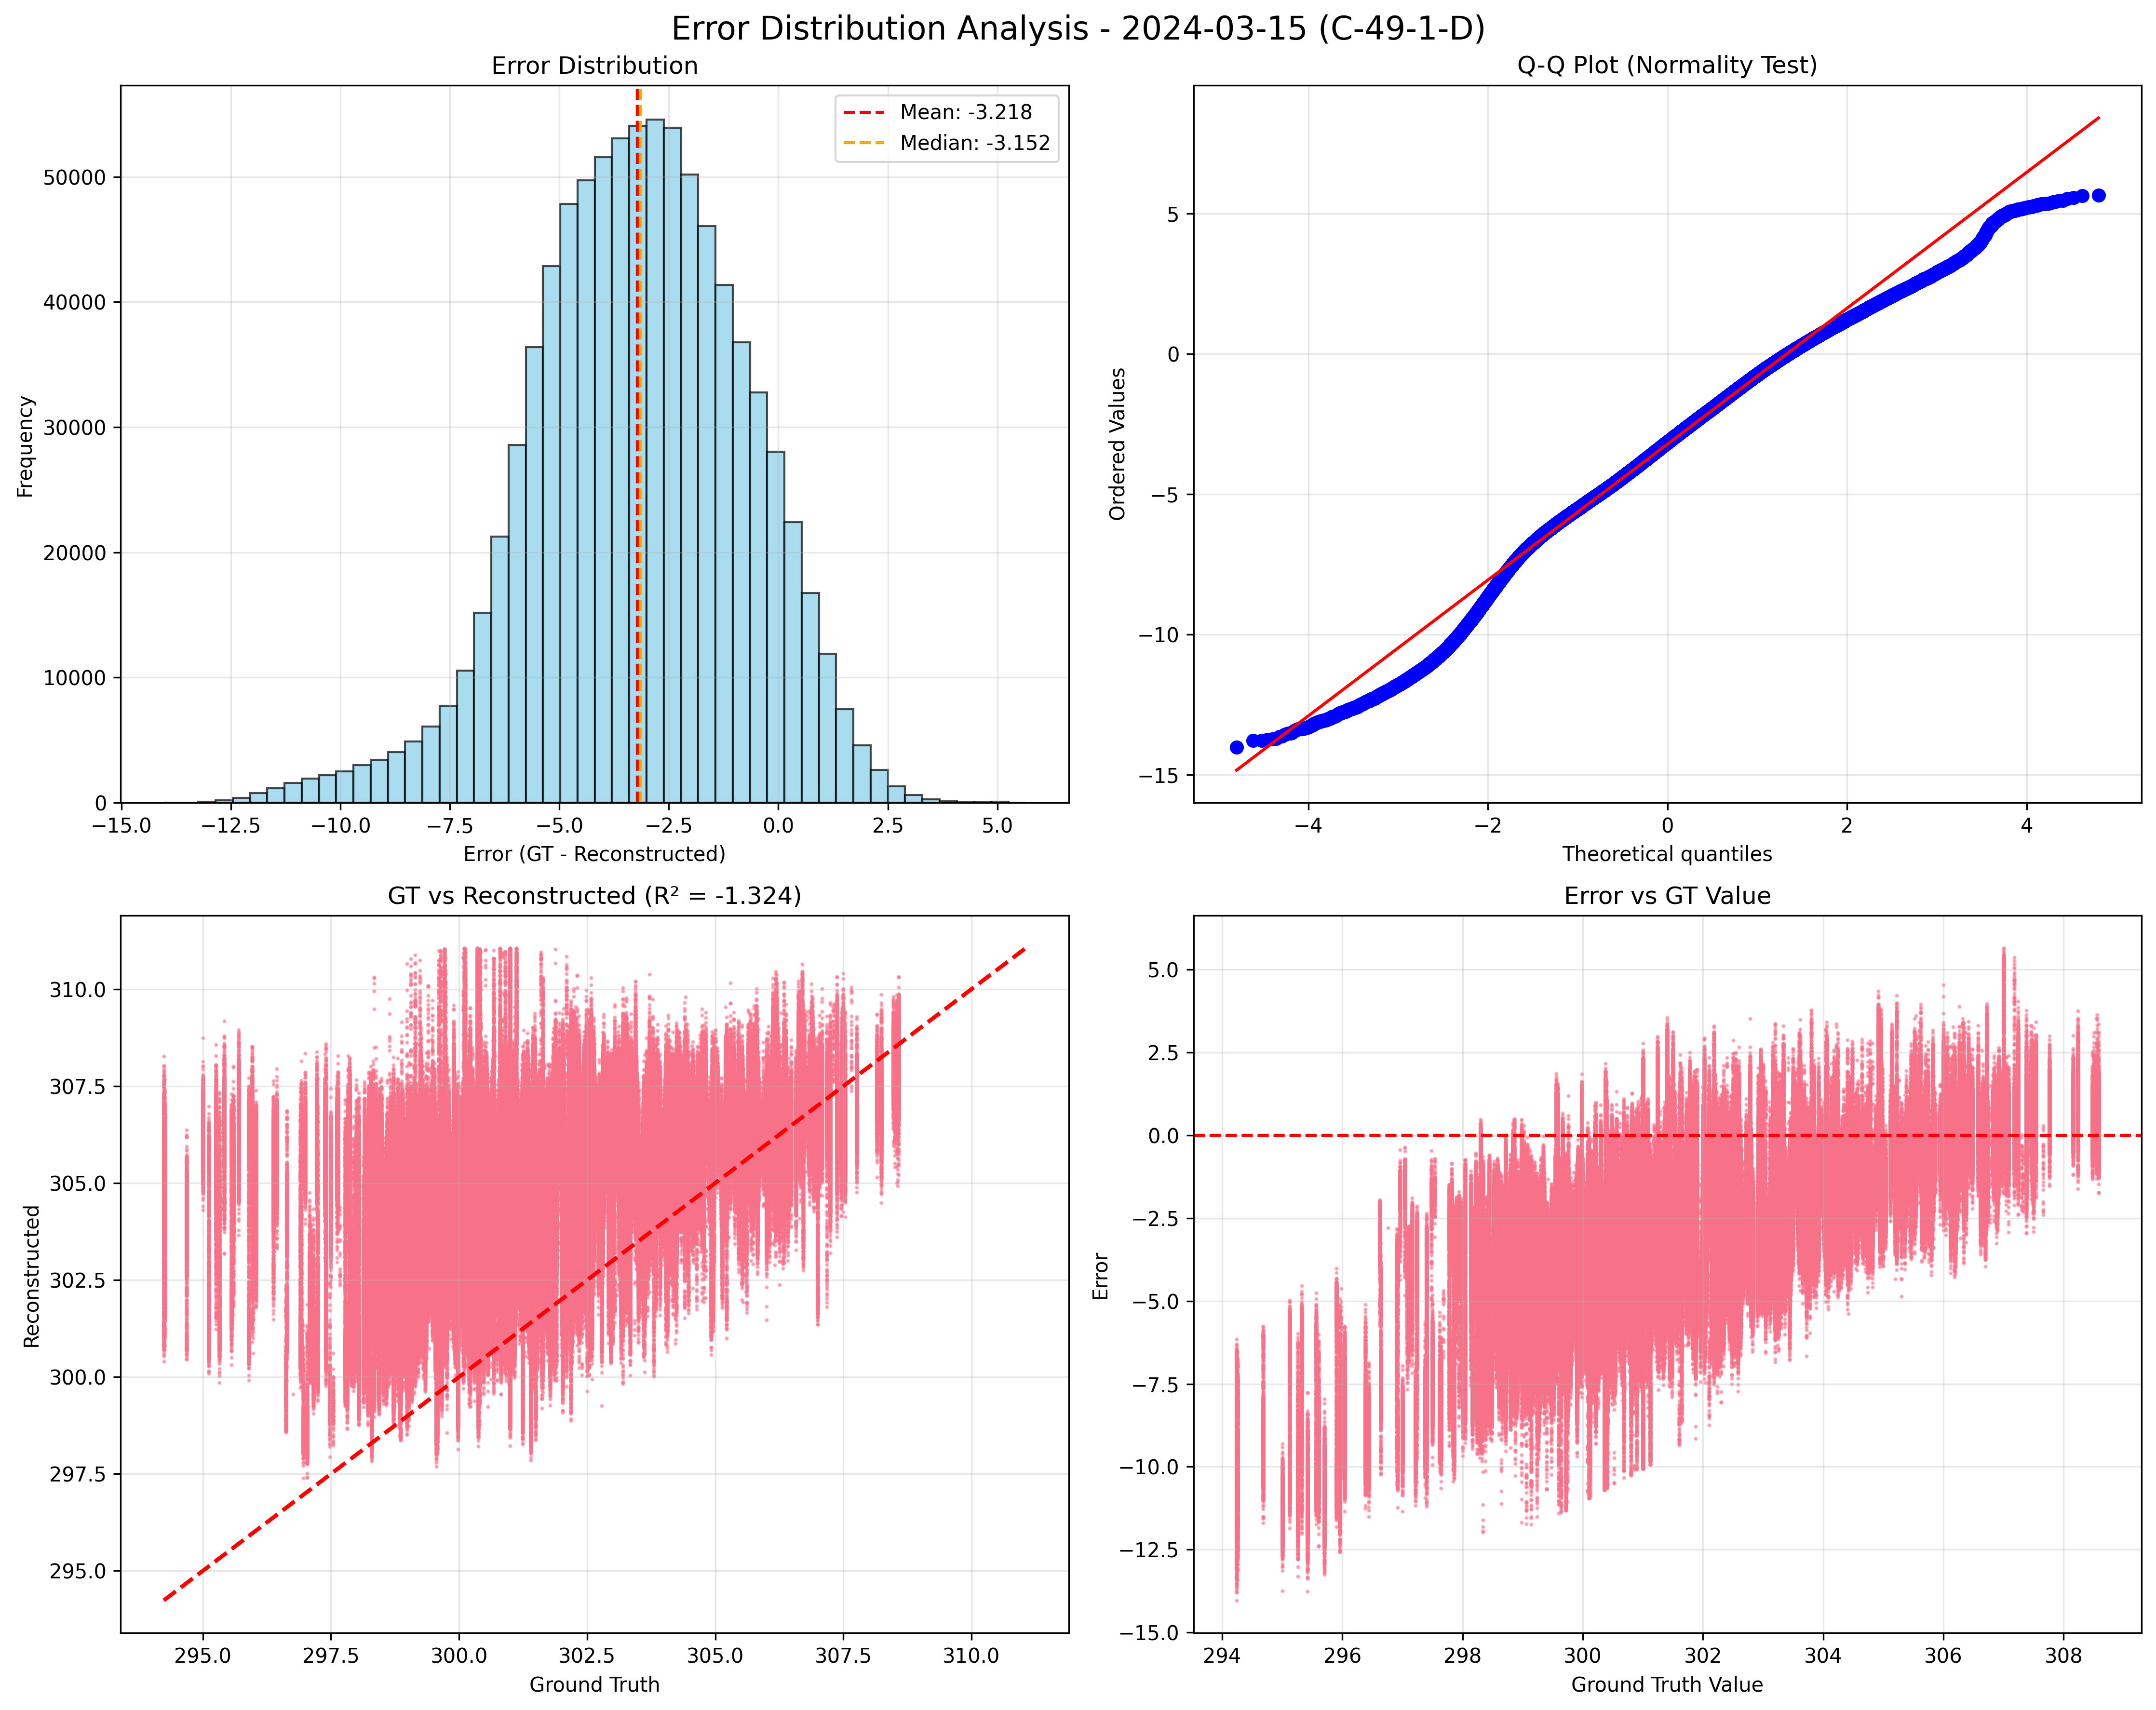 Error Distribution Analysis - 2024-03-15 (C-49-1-D)
Error Distribution
Mean: -3.218
Median: -3.152
Frequency
50000
40000
30000
20000
10000
0
−15.0 −12.5 −10.0 −7.5 −5.0 −2.5 0.0 2.5 5.0
Error (GT - Reconstructed)
Q-Q Plot (Normality Test)
Ordered Values
5
0
−5
−10
−15
−4 −2 0 2 4
Theoretical quantiles
GT vs Reconstructed (R² = -1.324)
Reconstructed
310.0
307.5
305.0
302.5
300.0
297.5
295.0
295.0 297.5 300.0 302.5 305.0 307.5 310.0
Ground Truth
Error vs GT Value
Error
5.0
2.5
0.0
−2.5
−5.0
−7.5
−10.0
−12.5
−15.0
294 296 298 300 302 304 306 308
Ground Truth Value